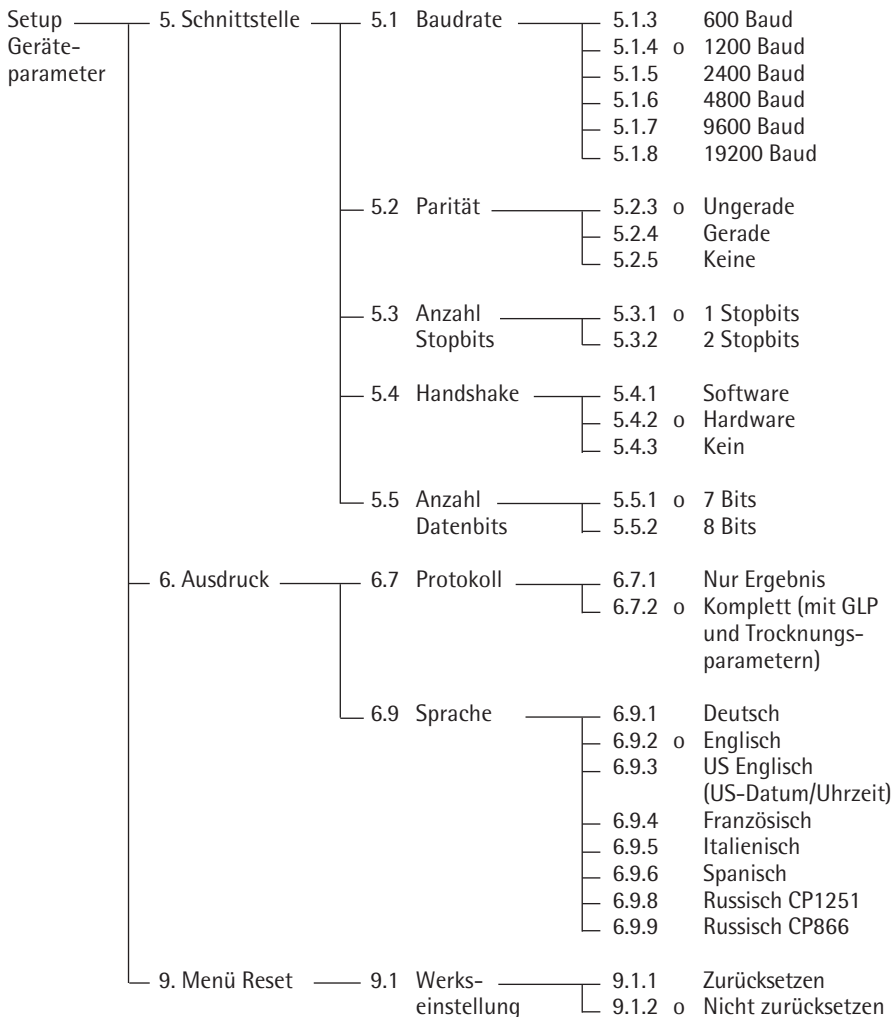 Setup 5. Schnittstelle 5.1 Baudrate 5.1.3 600 Baud
Geräte- 5.1.4 o 1200 Baud
parameter 5.1.5 2400 Baud
5.1.6 4800 Baud
5.1.7 9600 Baud
5.1.8 19200 Baud
5.2 Parität 5.2.3 o Ungerade
5.2.4 Gerade
5.2.5 Keine
5.3 Anzahl 5.3.1 o 1 Stopbits
Stopbits 5.3.2 2 Stopbits
5.4 Handshake 5.4.1 Software
5.4.2 o Hardware
5.4.3 Kein
5.5 Anzahl 5.5.1 o 7 Bits
Datenbits 5.5.2 8 Bits
6. Ausdruck 6.7 Protokoll 6.7.1 Nur Ergebnis
6.7.2 o Komplett (mit GLP
und Trocknungs-
parametern)
6.9 Sprache 6.9.1 Deutsch
6.9.2 o Englisch
6.9.3 US Englisch
(US-Datum/Uhrzeit)
6.9.4 Französisch
6.9.5 Italienisch
6.9.6 Spanisch
6.9.8 Russisch CP1251
6.9.9 Russisch CP866
9. Menü Reset 9.1 Werks- 9.1.1 Zurücksetzen
einstellung 9.1.2 o Nicht zurücksetzen